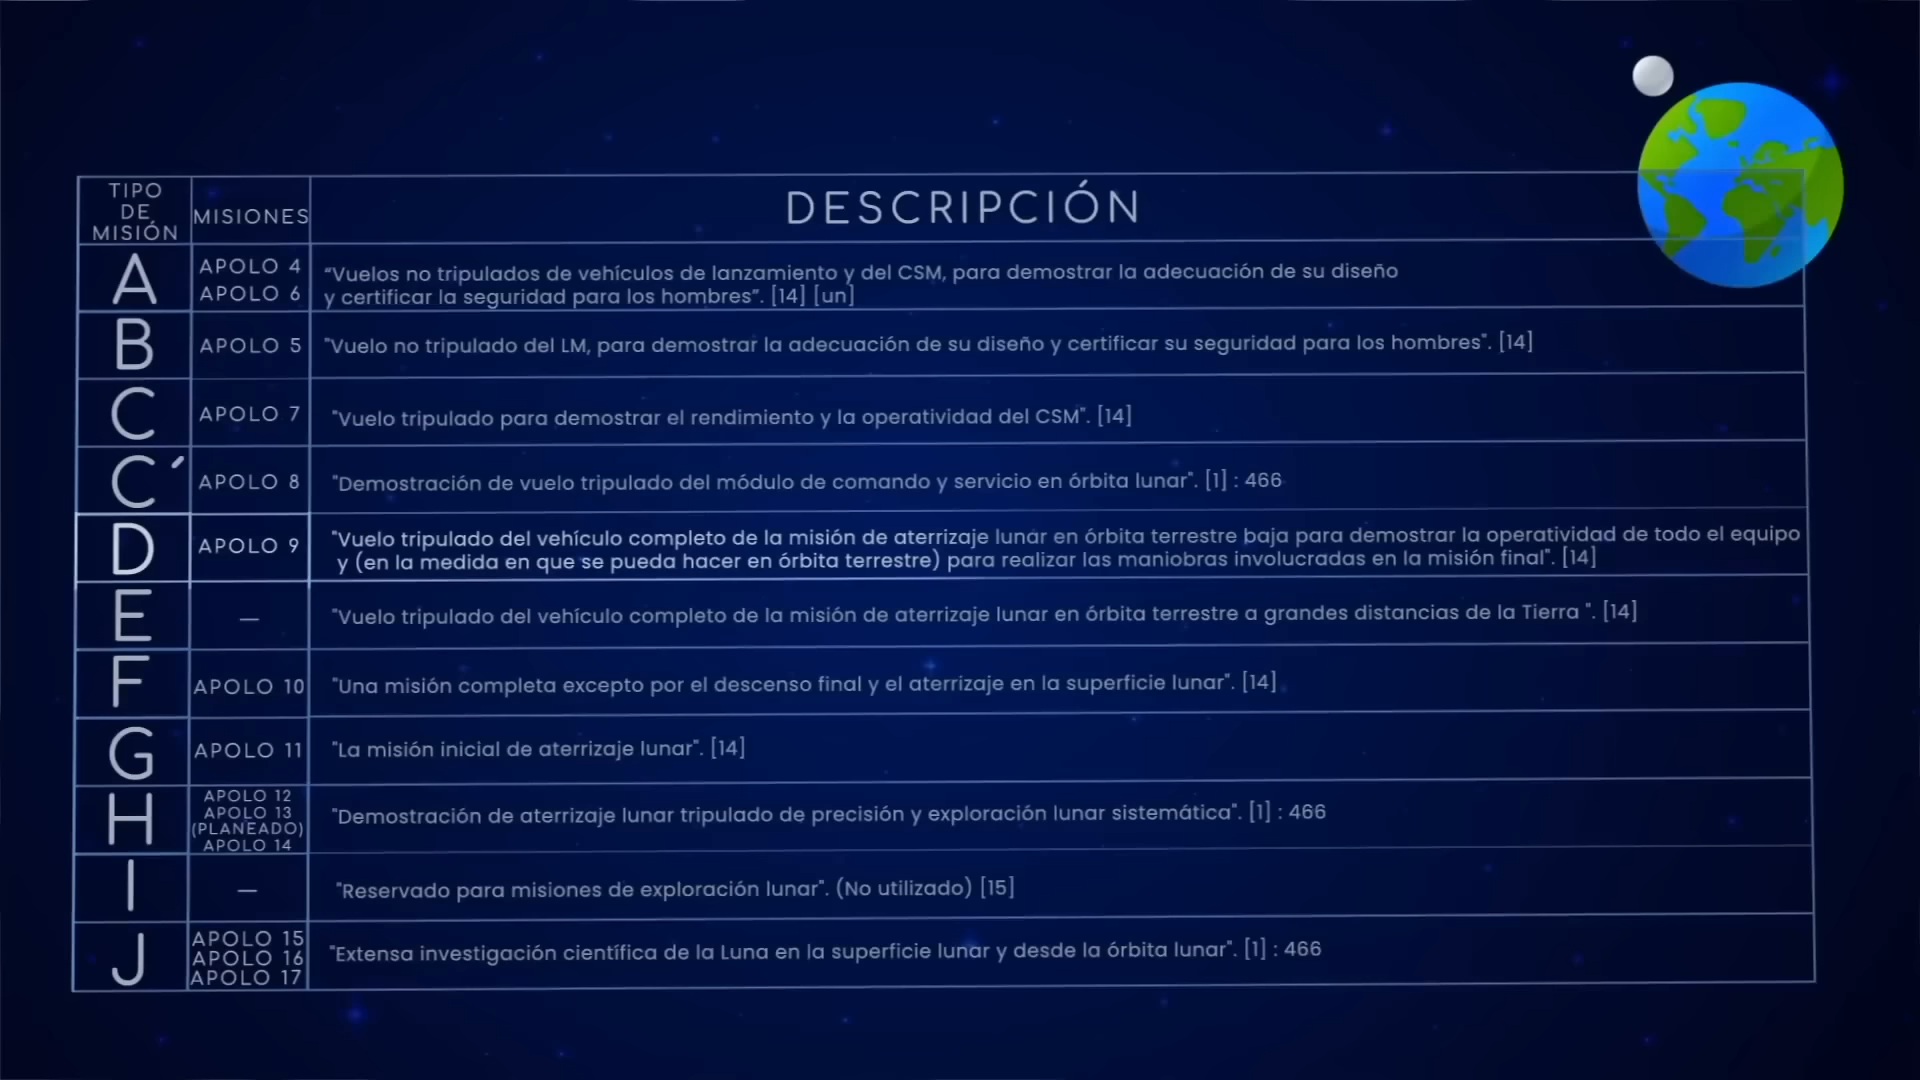 TIPO
DE
MISIÓN
MISIONES
DESCRIPCIÓN
A
APOLO 4
APOLO 6
“Vuelos no tripulados de vehículos de lanzamiento y del CSM, para demostrar la adecuación de su diseño
y certificar la seguridad para los hombres”. [14] [un]
B
APOLO 5
"Vuelo no tripulado del LM, para demostrar la adecuación de su diseño y certificar su seguridad para los hombres". [14]
C
APOLO 7
"Vuelo tripulado para demostrar el rendimiento y la operatividad del CSM". [14]
C´
APOLO 8
"Demostración de vuelo tripulado del módulo de comando y servicio en órbita lunar". [1] : 466
D
APOLO 9
"Vuelo tripulado del vehículo completo de la misión de aterrizaje lunar en órbita terrestre baja para demostrar la operatividad de todo el equipo
y (en la medida en que se pueda hacer en órbita terrestre) para realizar las maniobras involucradas en la misión final". [14]
E
—
"Vuelo tripulado del vehículo completo de la misión de aterrizaje lunar en órbita terrestre a grandes distancias de la Tierra ". [14]
F
APOLO 10
"Una misión completa excepto por el descenso final y el aterrizaje en la superficie lunar". [14]
G
APOLO 11
"La misión inicial de aterrizaje lunar". [14]
H
APOLO 12
APOLO 13
(PLANEADO)
APOLO 14
"Demostración de aterrizaje lunar tripulado de precisión y exploración lunar sistemática". [1] : 466
I
—
"Reservado para misiones de exploración lunar". (No utilizado) [15]
J
APOLO 15
APOLO 16
APOLO 17
"Extensa investigación científica de la Luna en la superficie lunar y desde la órbita lunar". [1] : 466